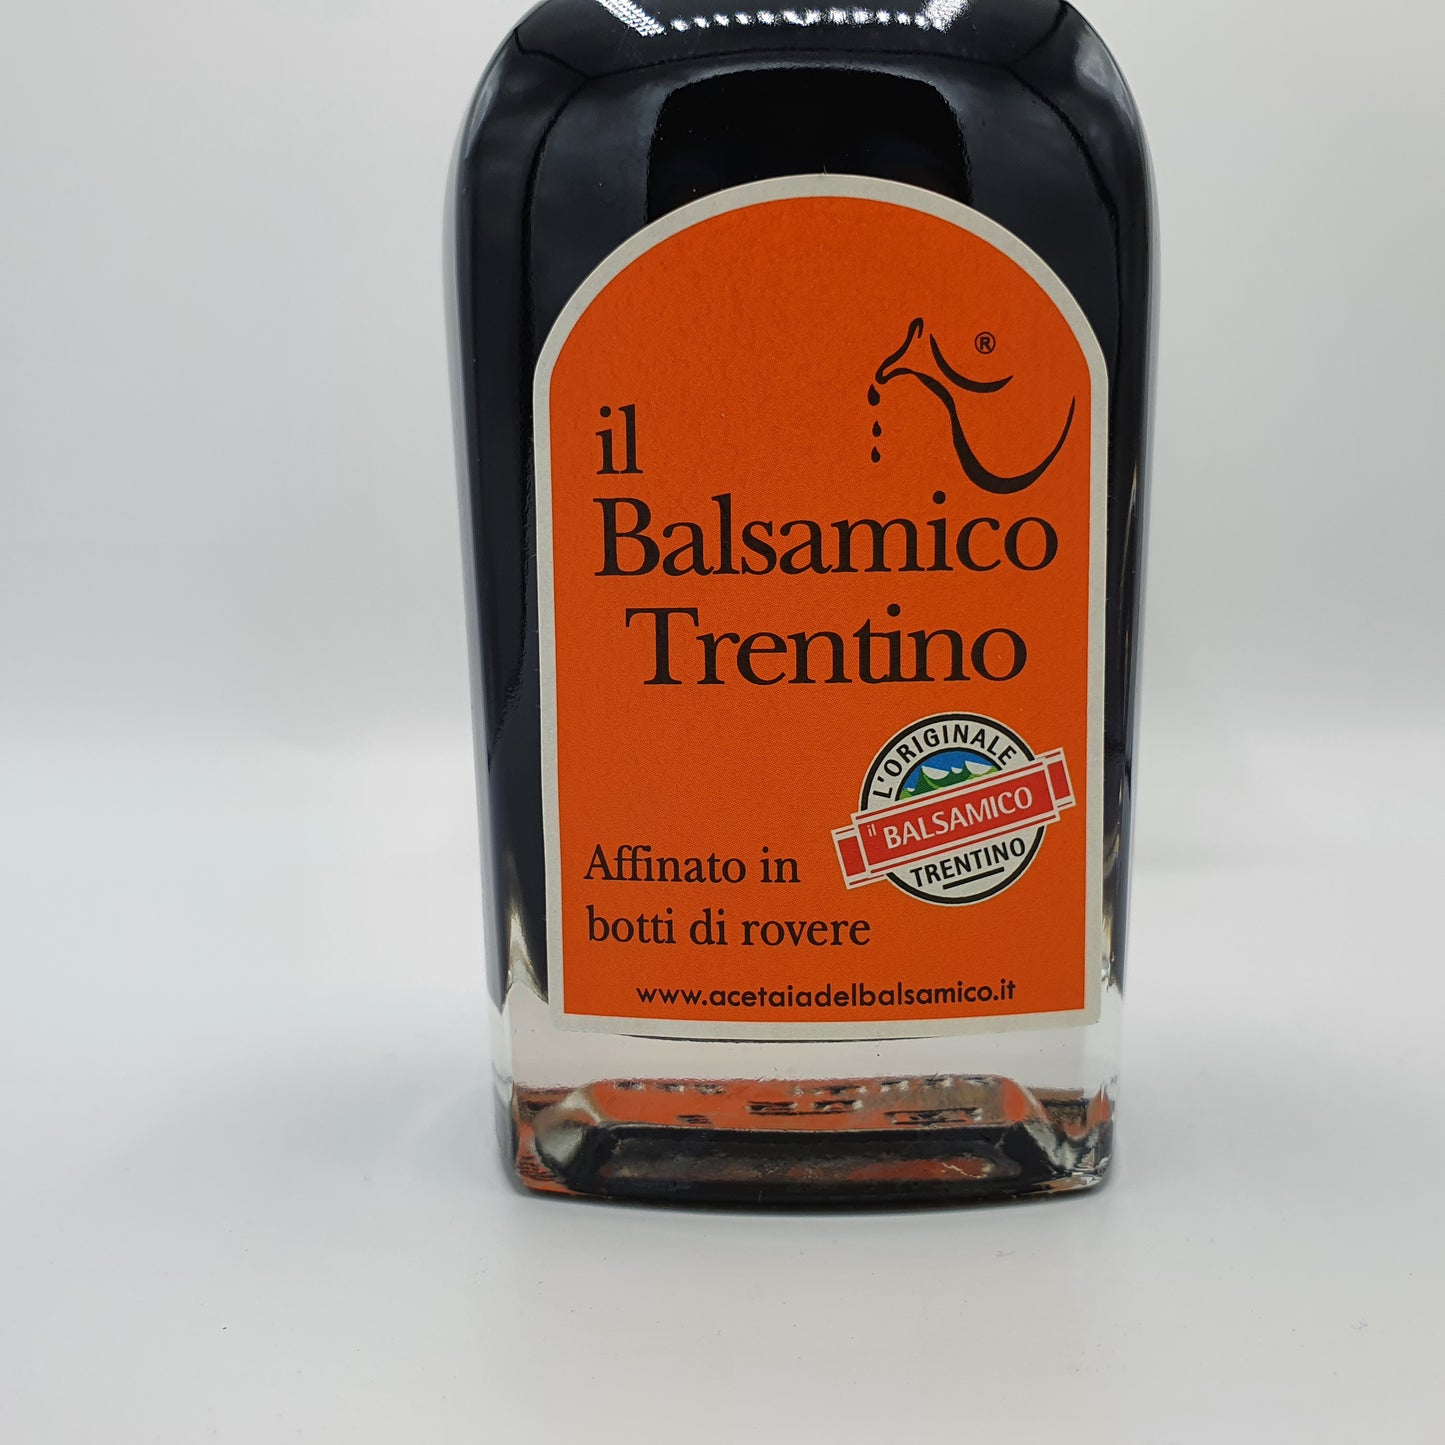 ®
il
Balsamico
Trentino
L'ORIGINALE
il BALSAMICO
TRENTINO
Affinato in
botti di rovere
www.acetaiadelbalsamico.it